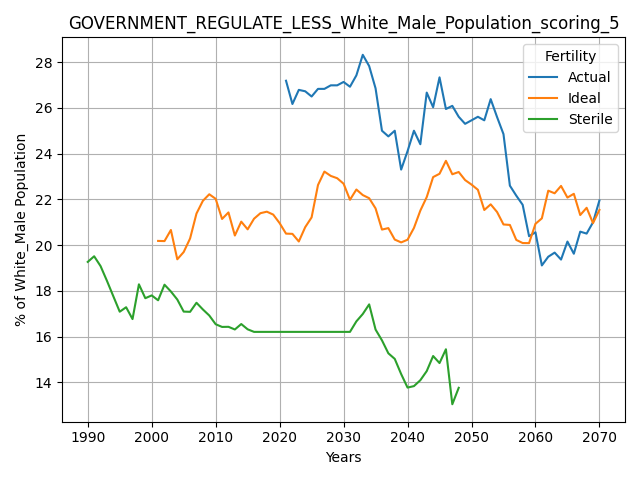 GOVERNMENT_REGULATE_LESS_White_Male_Population_scoring_5
Fertility
Actual
Ideal
Sterile
% of White_Male Population
28
26
24
22
20
18
16
14
1990 2000 2010 2020 2030 2040 2050 2060 2070
Years